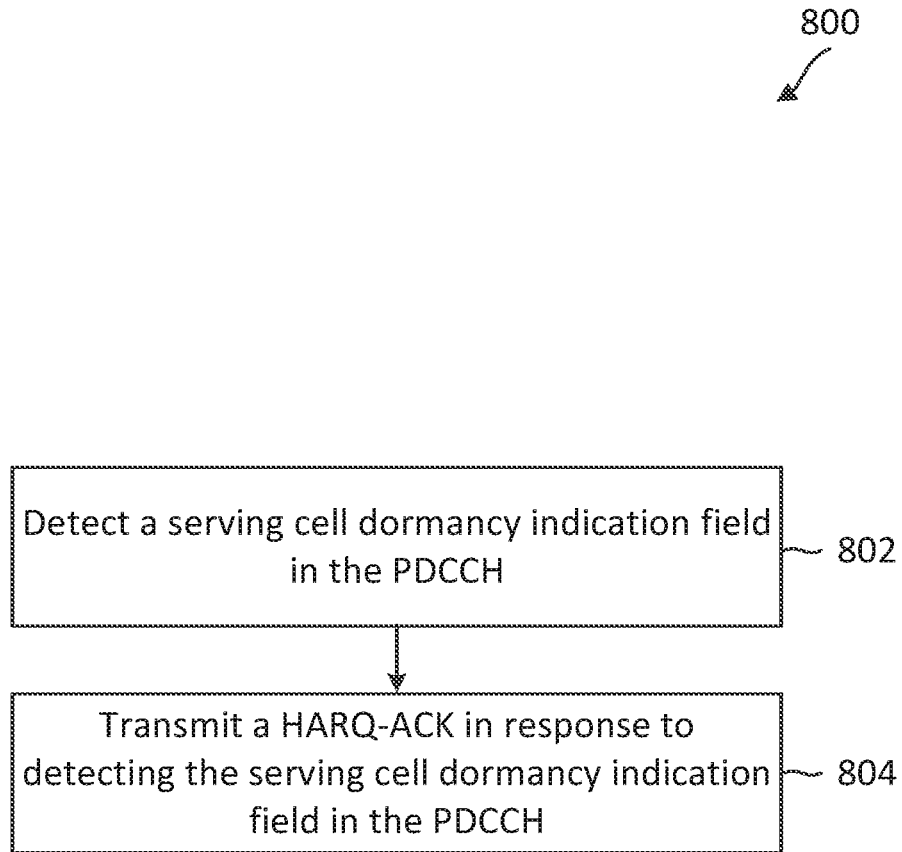 800
Detect a serving cell dormancy indication field
in the PDCCH
802
Transmit a HARQ-ACK in response to
detecting the serving cell dormancy indication
field in the PDCCH
804